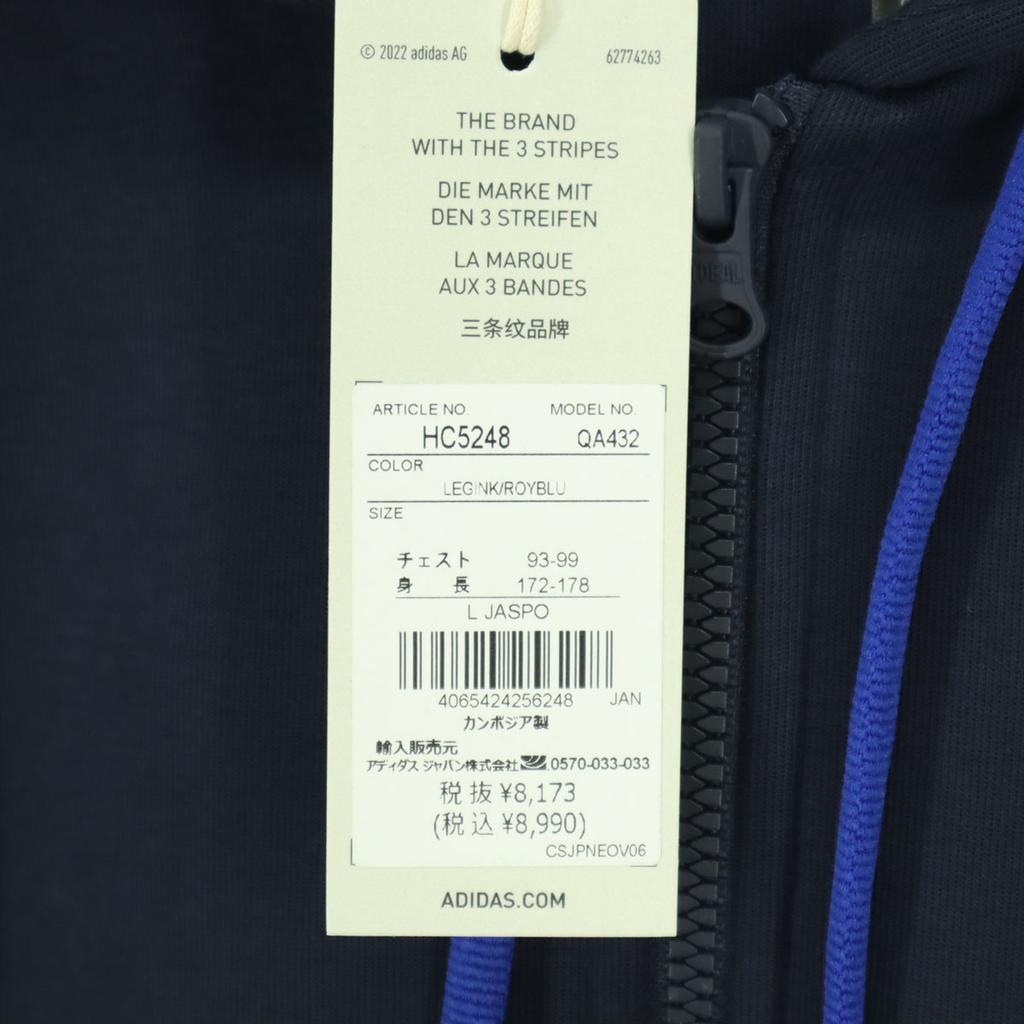 © 2022 adidas AG 62774263
THE BRAND
WITH THE 3 STRIPES
DIE MARKE MIT
DEN 3 STREIFEN
LA MARQUE
AUX 3 BANDES
三条纹品牌
ARTICLE NO. MODEL NO.
HC5248 QA432
COLOR
LEGINK/ROYBLU
SIZE
チェスト 93-99
身 長 172-178
L JASPO
4065424256248 JAN
カンボジア製
輸入販売元
アディダス ジャパン株式会社 0570-033-033
税 抜 ¥8,173
(税 込 ¥8,990)
CSJPNEOV06
ADIDAS.COM